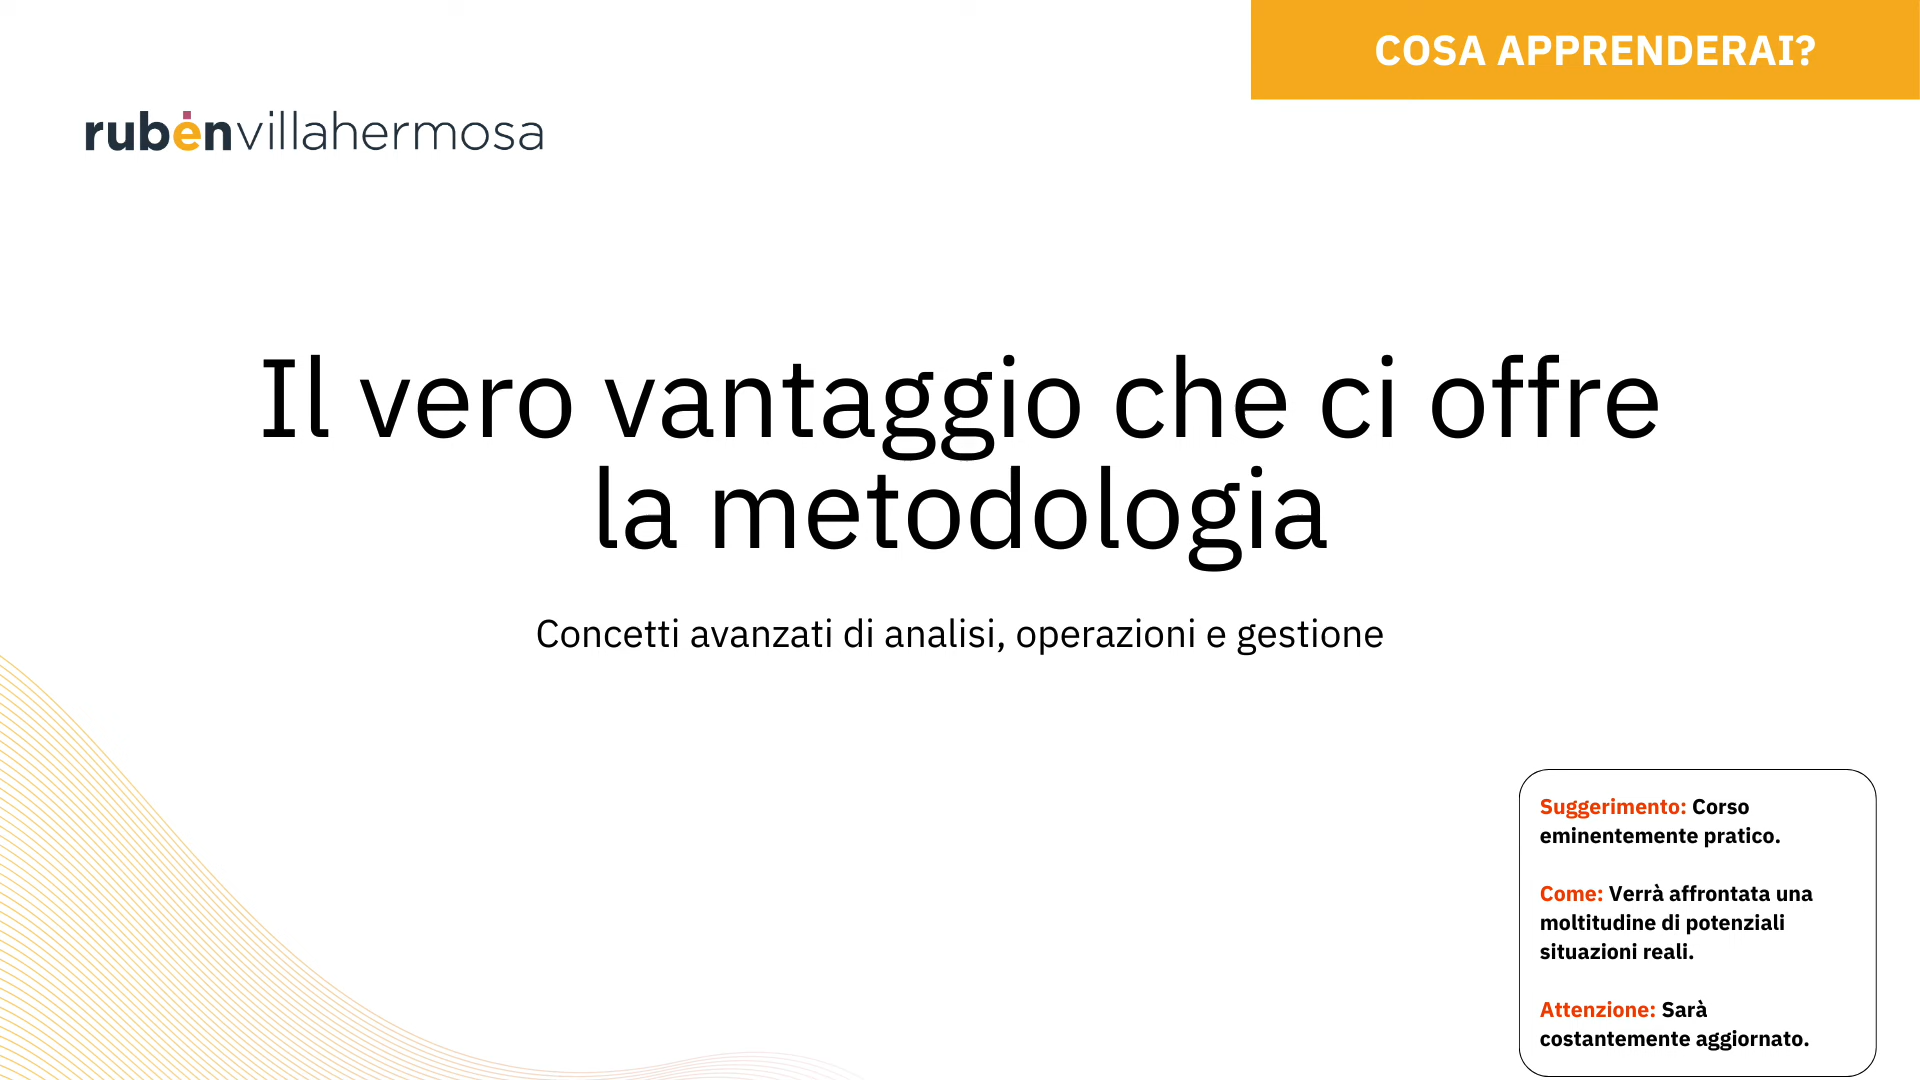 COSA APPRENDERAI?
rubénvillahermosa
Il vero vantaggio che ci offre
la metodologia
Concetti avanzati di analisi, operazioni e gestione
Suggerimento: Corso
eminentemente pratico.
Come: Verrà affrontata una
moltitudine di potenziali
situazioni reali.
Attenzione: Sarà
costantemente aggiornato.